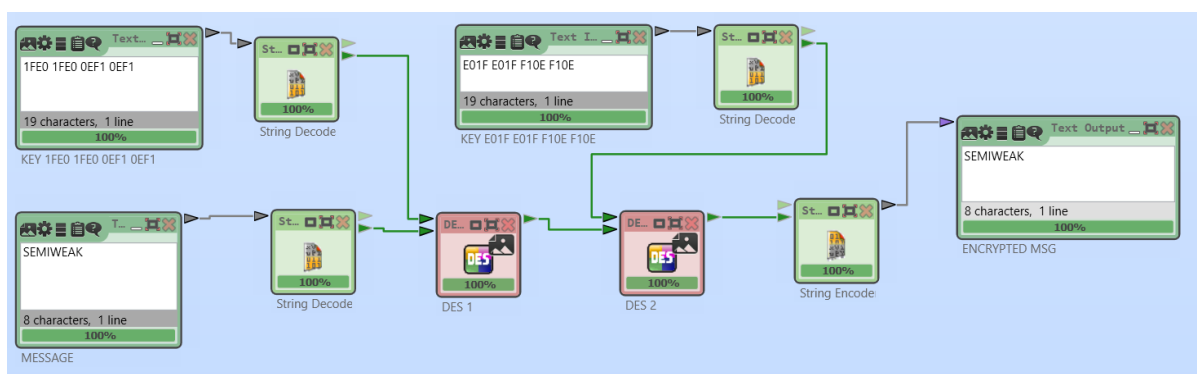 Text...
1FE0 1FE0 0EF1 0EF1
19 characters, 1 line
100%
KEY 1FE0 1FE0 0EF1 0EF1
St...
100%
String Decode
Text I...
E01F E01F F10E F10E
19 characters, 1 line
100%
KEY E01F E01F F10E F10E
St...
100%
String Decode
Text Output
SEMIWEAK
8 characters, 1 line
100%
ENCRYPTED MSG
T...
SEMIWEAK
8 characters, 1 line
100%
MESSAGE
St...
100%
String Decode
DE...
DES
100%
DES 1
DE...
DES
100%
DES 2
St...
100%
String Encode